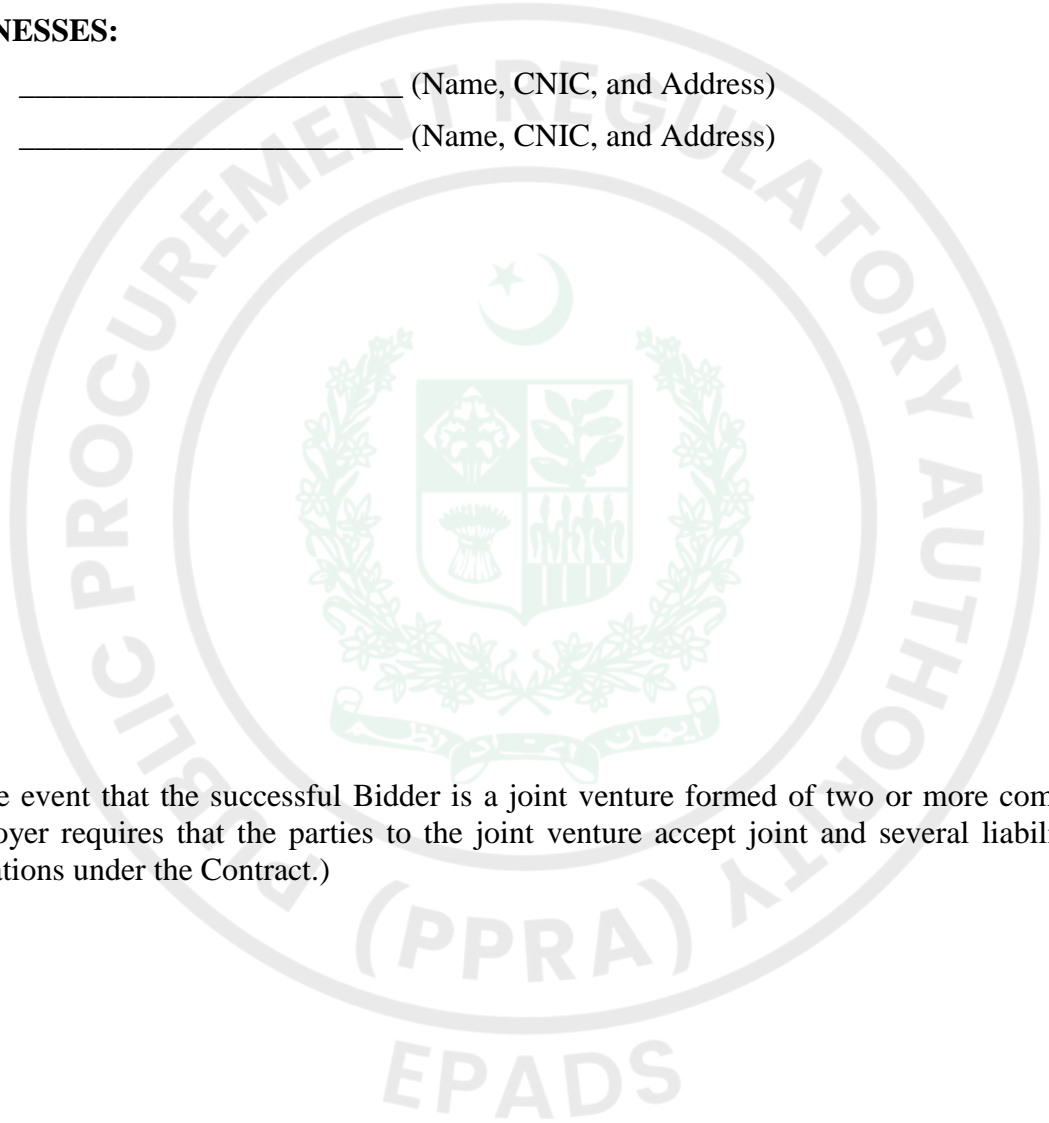 NESSES:
________________________ (Name, CNIC, and Address)
________________________ (Name, CNIC, and Address)
e event that the successful Bidder is a joint venture formed of two or more com
oyer requires that the parties to the joint venture accept joint and several liabili
ations under the Contract.)
PUBLIC PROCUREMENT REGULATORY AUTHORITY
(PPRA)
EPADS